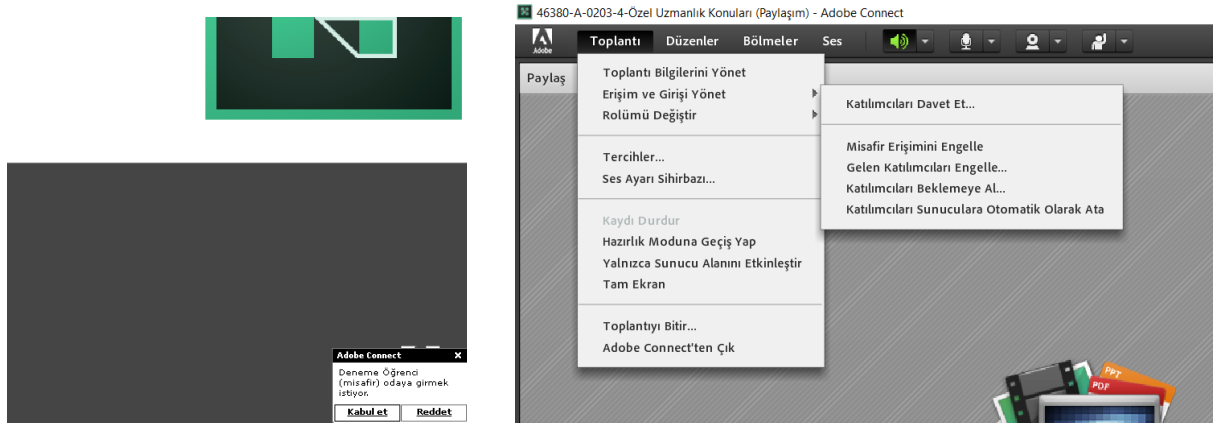 Adobe Connect
Deneme Öğrenci
(misafir) odaya girmek
istiyor.
Kabul et
Reddet
46380-A-0203-4-Özel Uzmanlık Konuları (Paylaşım) - Adobe Connect
Adobe
Toplantı
Düzenler
Bölmeler
Ses
Paylaş
Toplantı Bilgilerini Yönet
Erişim ve Girişi Yönet
Rolümü Değiştir
Tercihler...
Ses Ayarı Sihirbazı...
Kaydı Durdur
Hazırlık Moduna Geçiş Yap
Yalnızca Sunucu Alanını Etkinleştir
Tam Ekran
Toplantıyı Bitir...
Adobe Connect'ten Çık
Katılımcıları Davet Et...
Misafir Erişimini Engelle
Gelen Katılımcıları Engelle...
Katılımcıları Beklemeye Al...
Katılımcıları Sunuculara Otomatik Olarak Ata
PPT
PDF